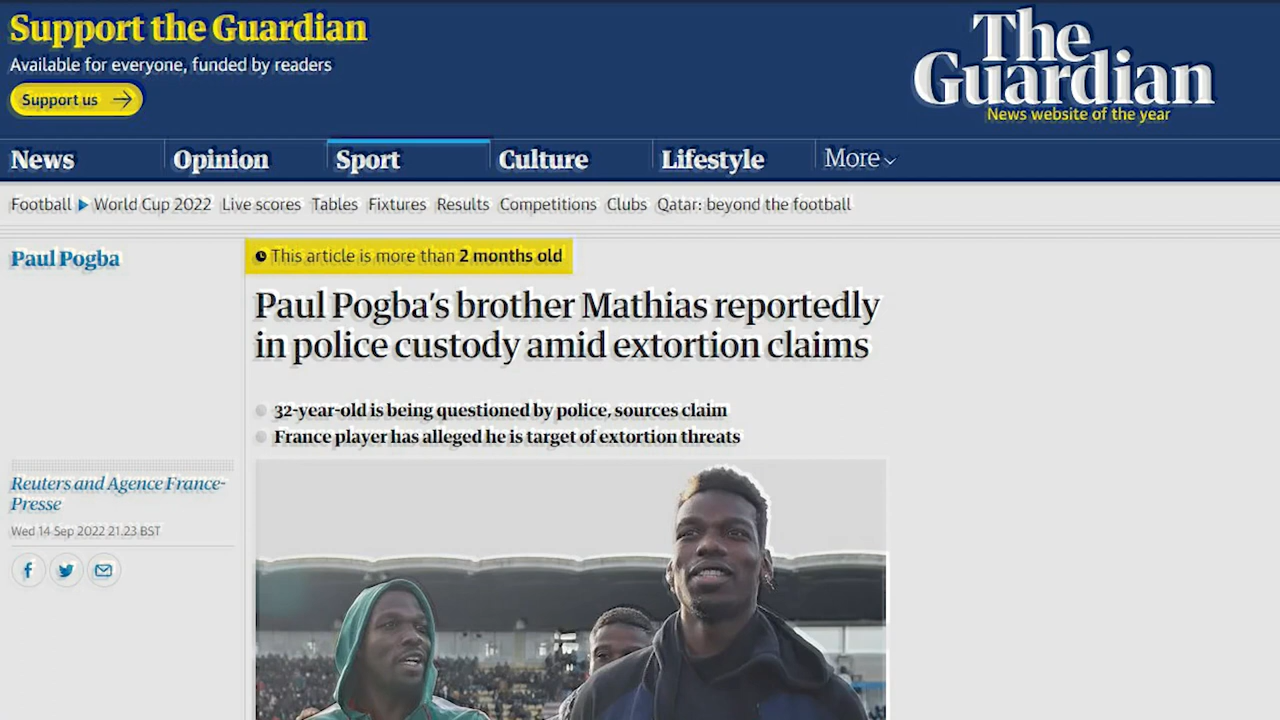 Support the Guardian
Available for everyone, funded by readers
Support us
The
Guardian
News website of the year
News Opinion Sport Culture Lifestyle More
Football World Cup 2022 Live scores Tables Fixtures Results Competitions Clubs Qatar: beyond the football
Paul Pogba
This article is more than 2 months old
Paul Pogba's brother Mathias reportedly
in police custody amid extortion claims
32-year-old is being questioned by police, sources claim
France player has alleged he is target of extortion threats
Reuters and Agence France-
Presse
Wed 14 Sep 2022 21.23 BST